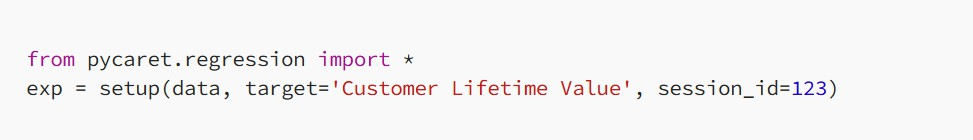 from pycaret.regression import *
exp = setup(data, target='Customer Lifetime Value', session_id=123)